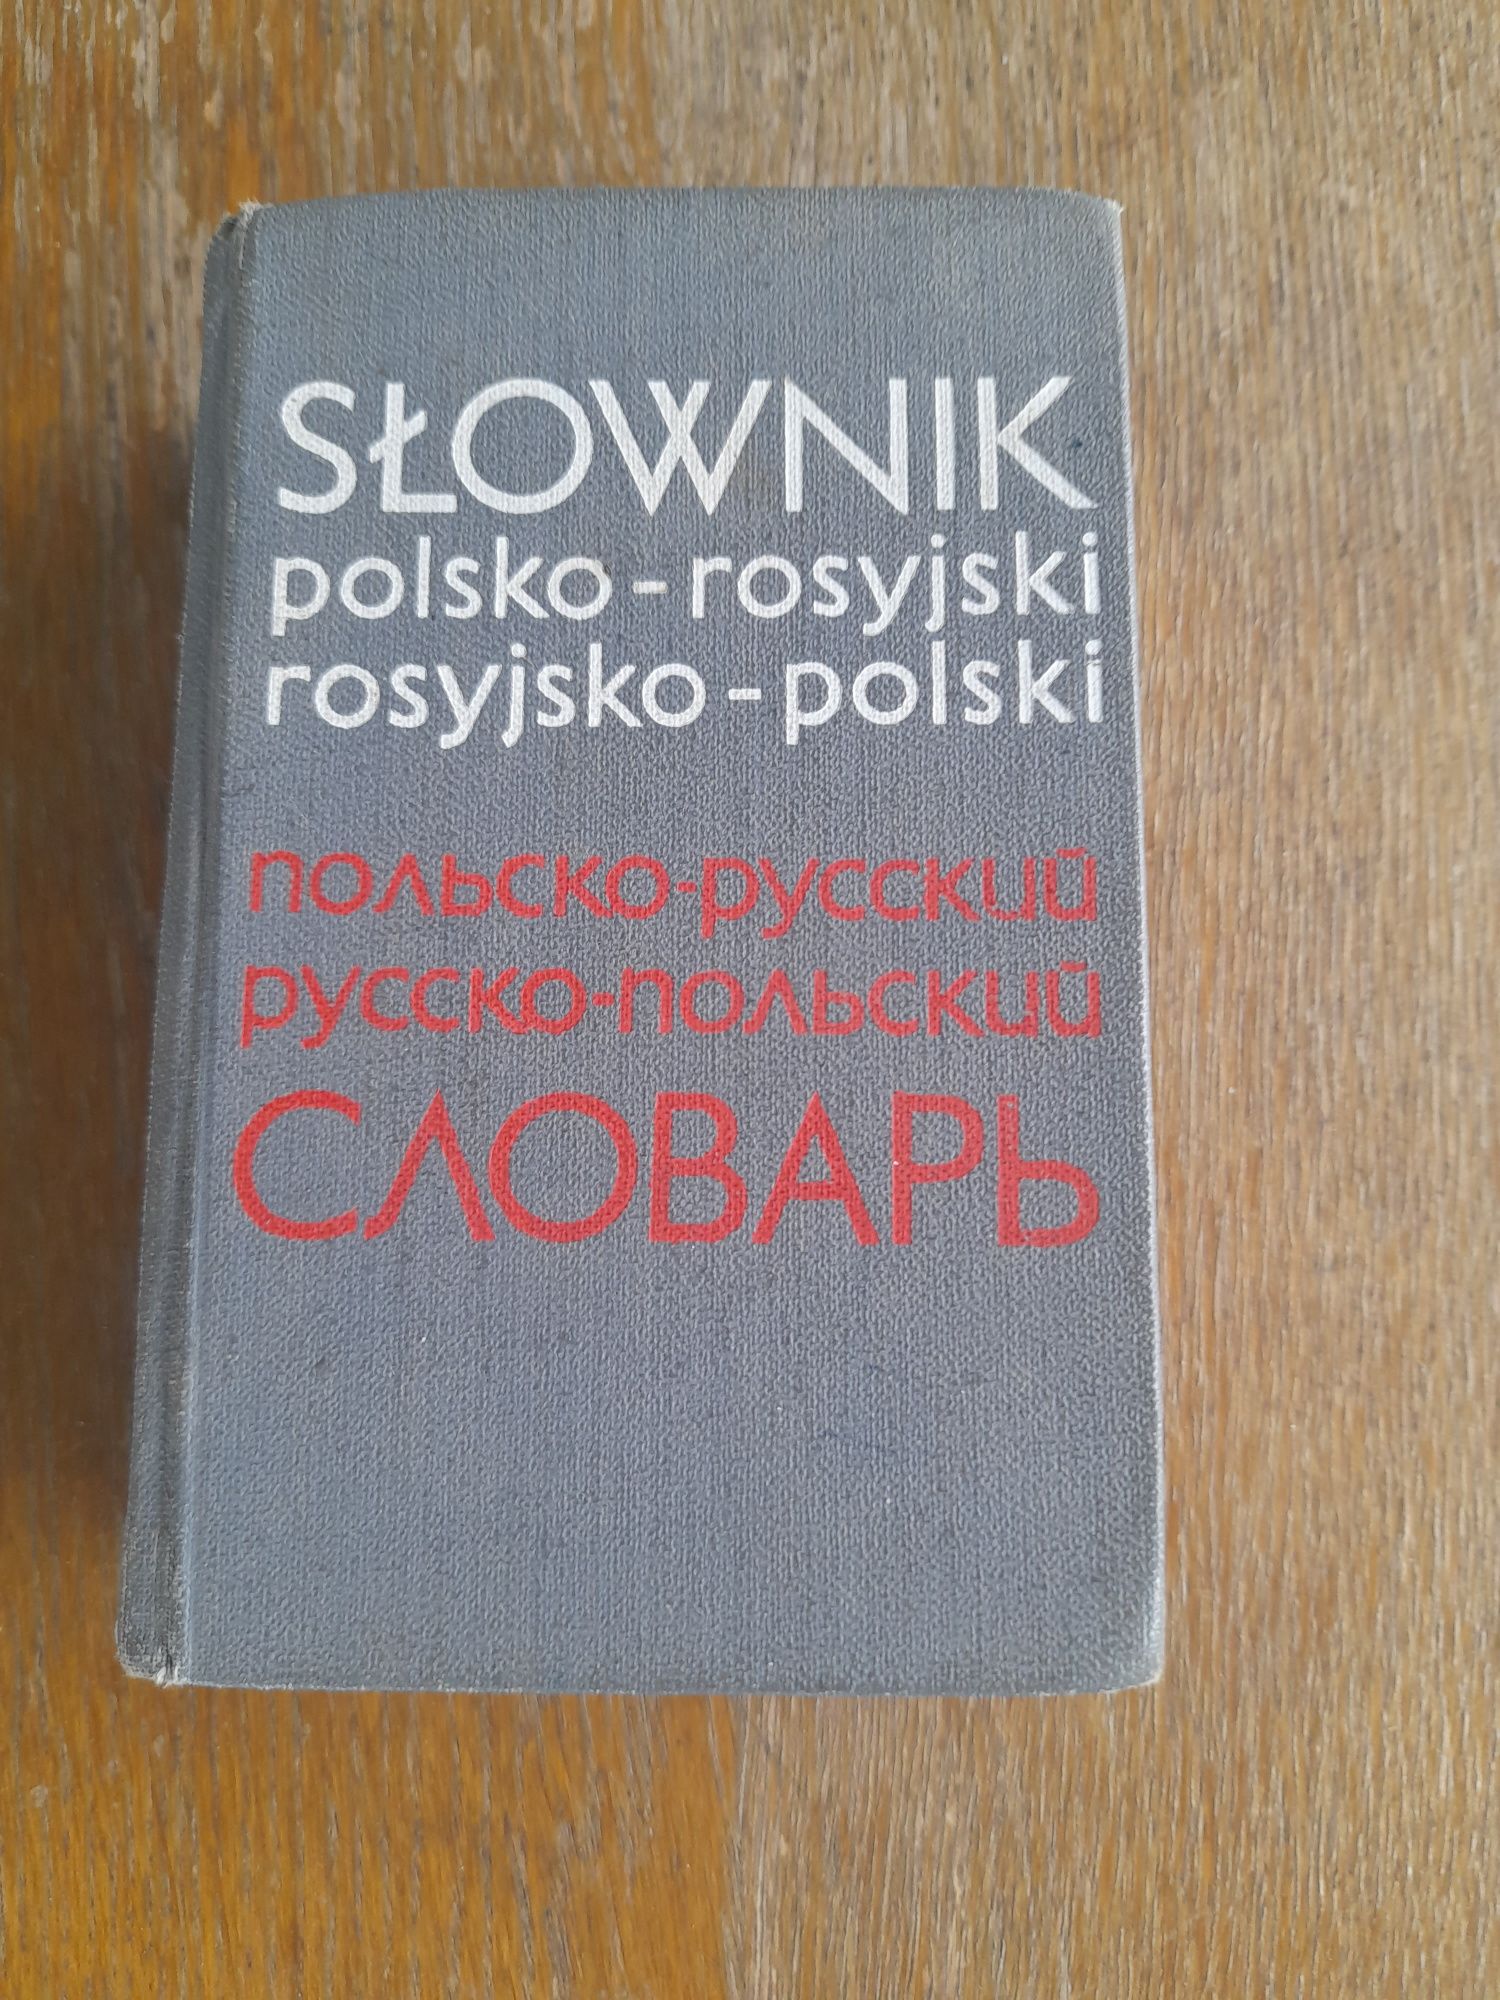 SŁOWNIK
polsko-rosyjski
rosyjsko-polski
польско-русский
русско-польский
СЛОВАРЬ